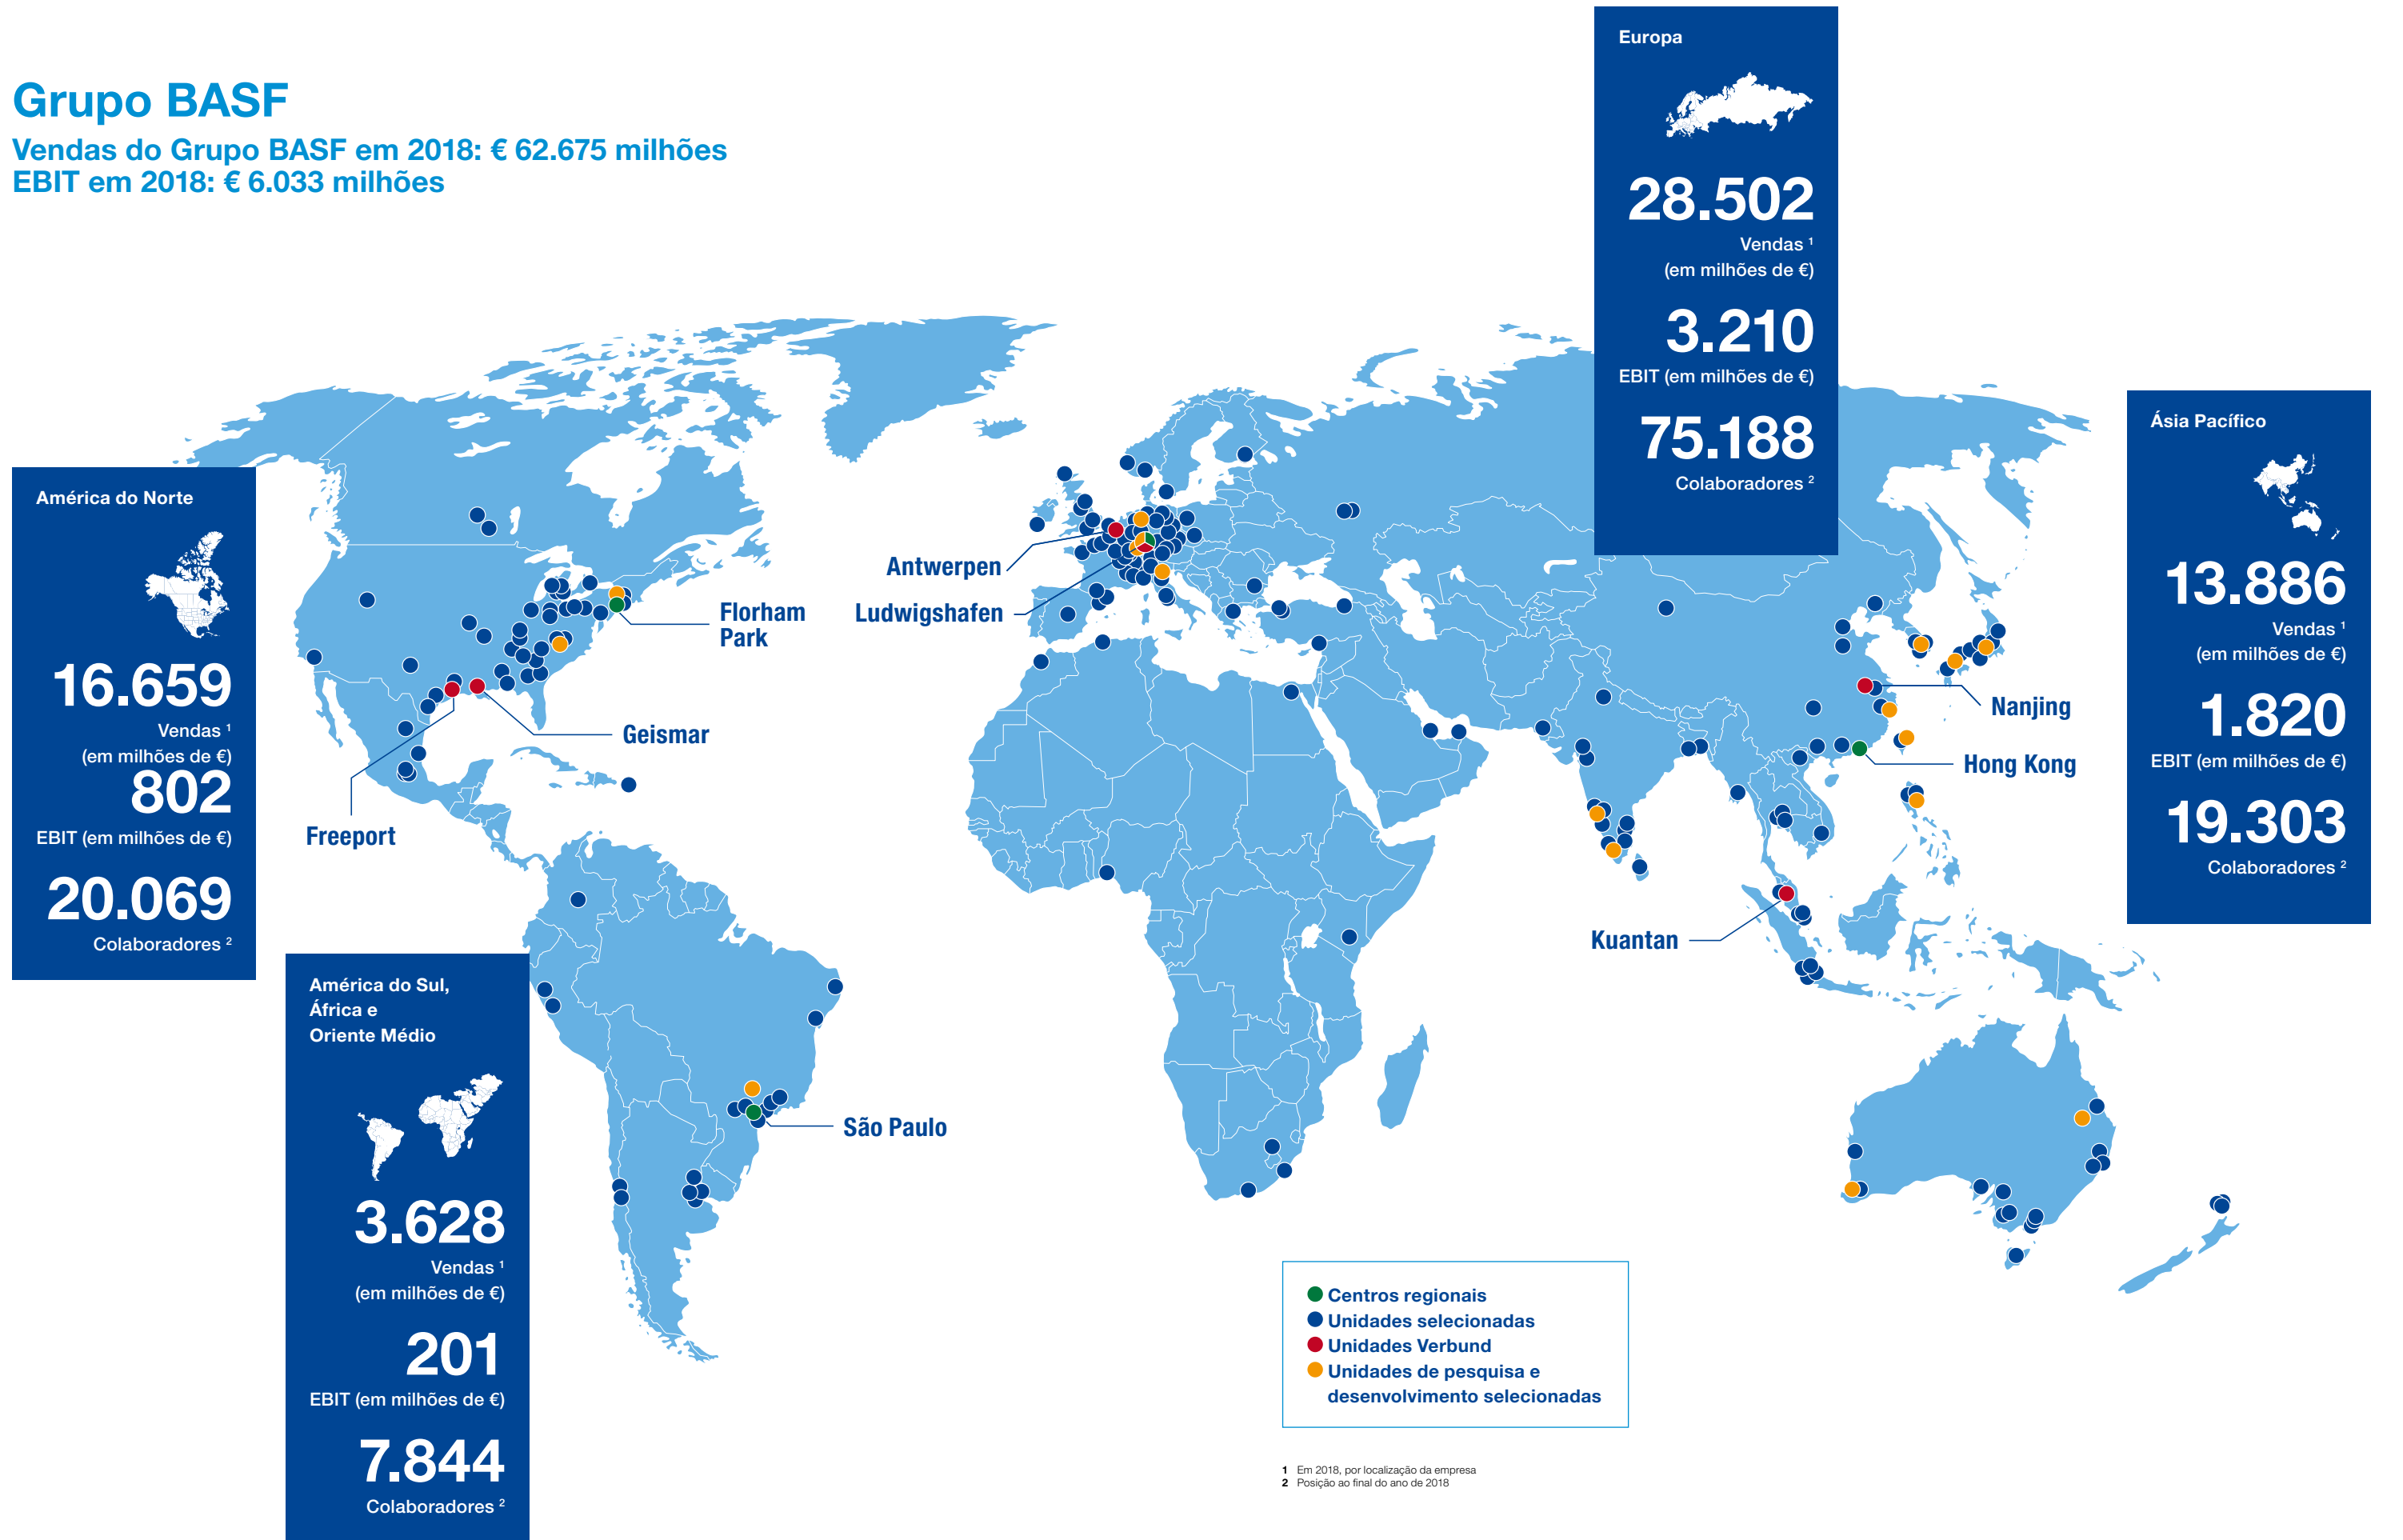 Grupo BASF
Vendas do Grupo BASF em 2018: € 62.675 milhões
EBIT em 2018: € 6.033 milhões
Europa
28.502
Vendas ¹
(em milhões de €)
3.210
EBIT (em milhões de €)
75.188
Colaboradores ²
Ásia Pacífico
13.886
Vendas ¹
(em milhões de €)
1.820
EBIT (em milhões de €)
19.303
Colaboradores ²
América do Norte
16.659
Vendas ¹
(em milhões de €)
802
EBIT (em milhões de €)
20.069
Colaboradores ²
América do Sul,
África e
Oriente Médio
3.628
Vendas ¹
(em milhões de €)
201
EBIT (em milhões de €)
7.844
Colaboradores ²
Antwerpen
Ludwigshafen
Florham
Park
Geismar
Freeport
São Paulo
Nanjing
Hong Kong
Kuantan
Centros regionais
Unidades selecionadas
Unidades Verbund
Unidades de pesquisa e
desenvolvimento selecionadas
1 Em 2018, por localização da empresa
2 Posição ao final do ano de 2018